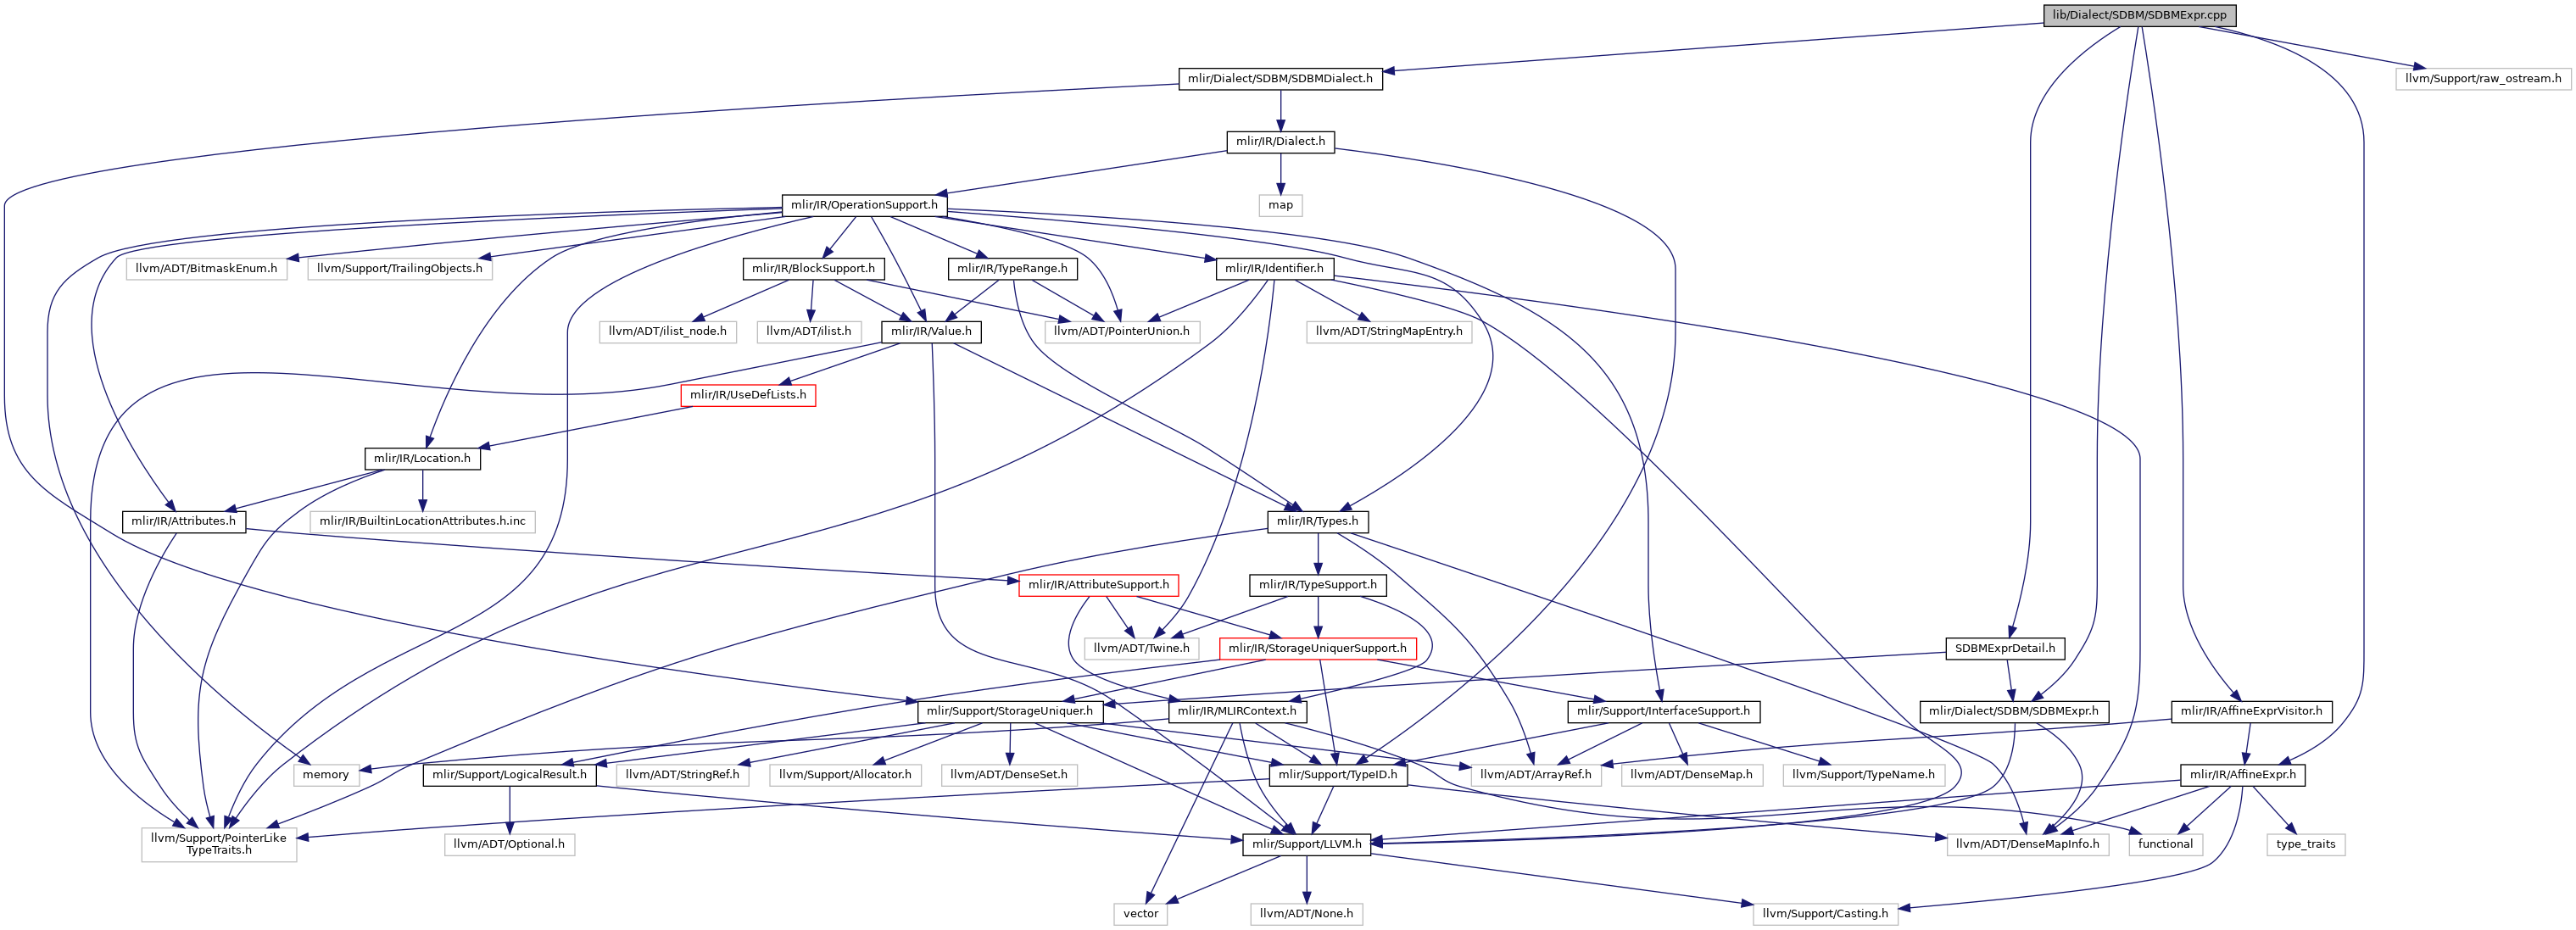 lib/Dialect/SDBM/SDBMExpr.cpp
mlir/Dialect/SDBM/SDBMDialect.h
llvm/Support/raw_ostream.h
mlir/IR/Dialect.h
mlir/IR/OperationSupport.h
map
llvm/ADT/BitmaskEnum.h
llvm/Support/TrailingObjects.h
mlir/IR/BlockSupport.h
mlir/IR/TypeRange.h
mlir/IR/Identifier.h
llvm/ADT/ilist_node.h
llvm/ADT/ilist.h
mlir/IR/Value.h
llvm/ADT/PointerUnion.h
llvm/ADT/StringMapEntry.h
mlir/IR/UseDefLists.h
mlir/IR/Location.h
mlir/IR/Attributes.h
mlir/IR/BuiltinLocationAttributes.h.inc
mlir/IR/Types.h
mlir/IR/AttributeSupport.h
mlir/IR/TypeSupport.h
llvm/ADT/Twine.h
mlir/IR/StorageUniquerSupport.h
SDBMExprDetail.h
mlir/Support/StorageUniquer.h
mlir/IR/MLIRContext.h
mlir/Support/InterfaceSupport.h
mlir/Dialect/SDBM/SDBMExpr.h
mlir/IR/AffineExprVisitor.h
memory
mlir/Support/LogicalResult.h
llvm/ADT/StringRef.h
llvm/Support/Allocator.h
llvm/ADT/DenseSet.h
mlir/Support/TypeID.h
llvm/ADT/ArrayRef.h
llvm/ADT/DenseMap.h
llvm/Support/TypeName.h
mlir/IR/AffineExpr.h
llvm/Support/PointerLike
TypeTraits.h
llvm/ADT/Optional.h
mlir/Support/LLVM.h
llvm/ADT/DenseMapInfo.h
functional
type_traits
vector
llvm/ADT/None.h
llvm/Support/Casting.h